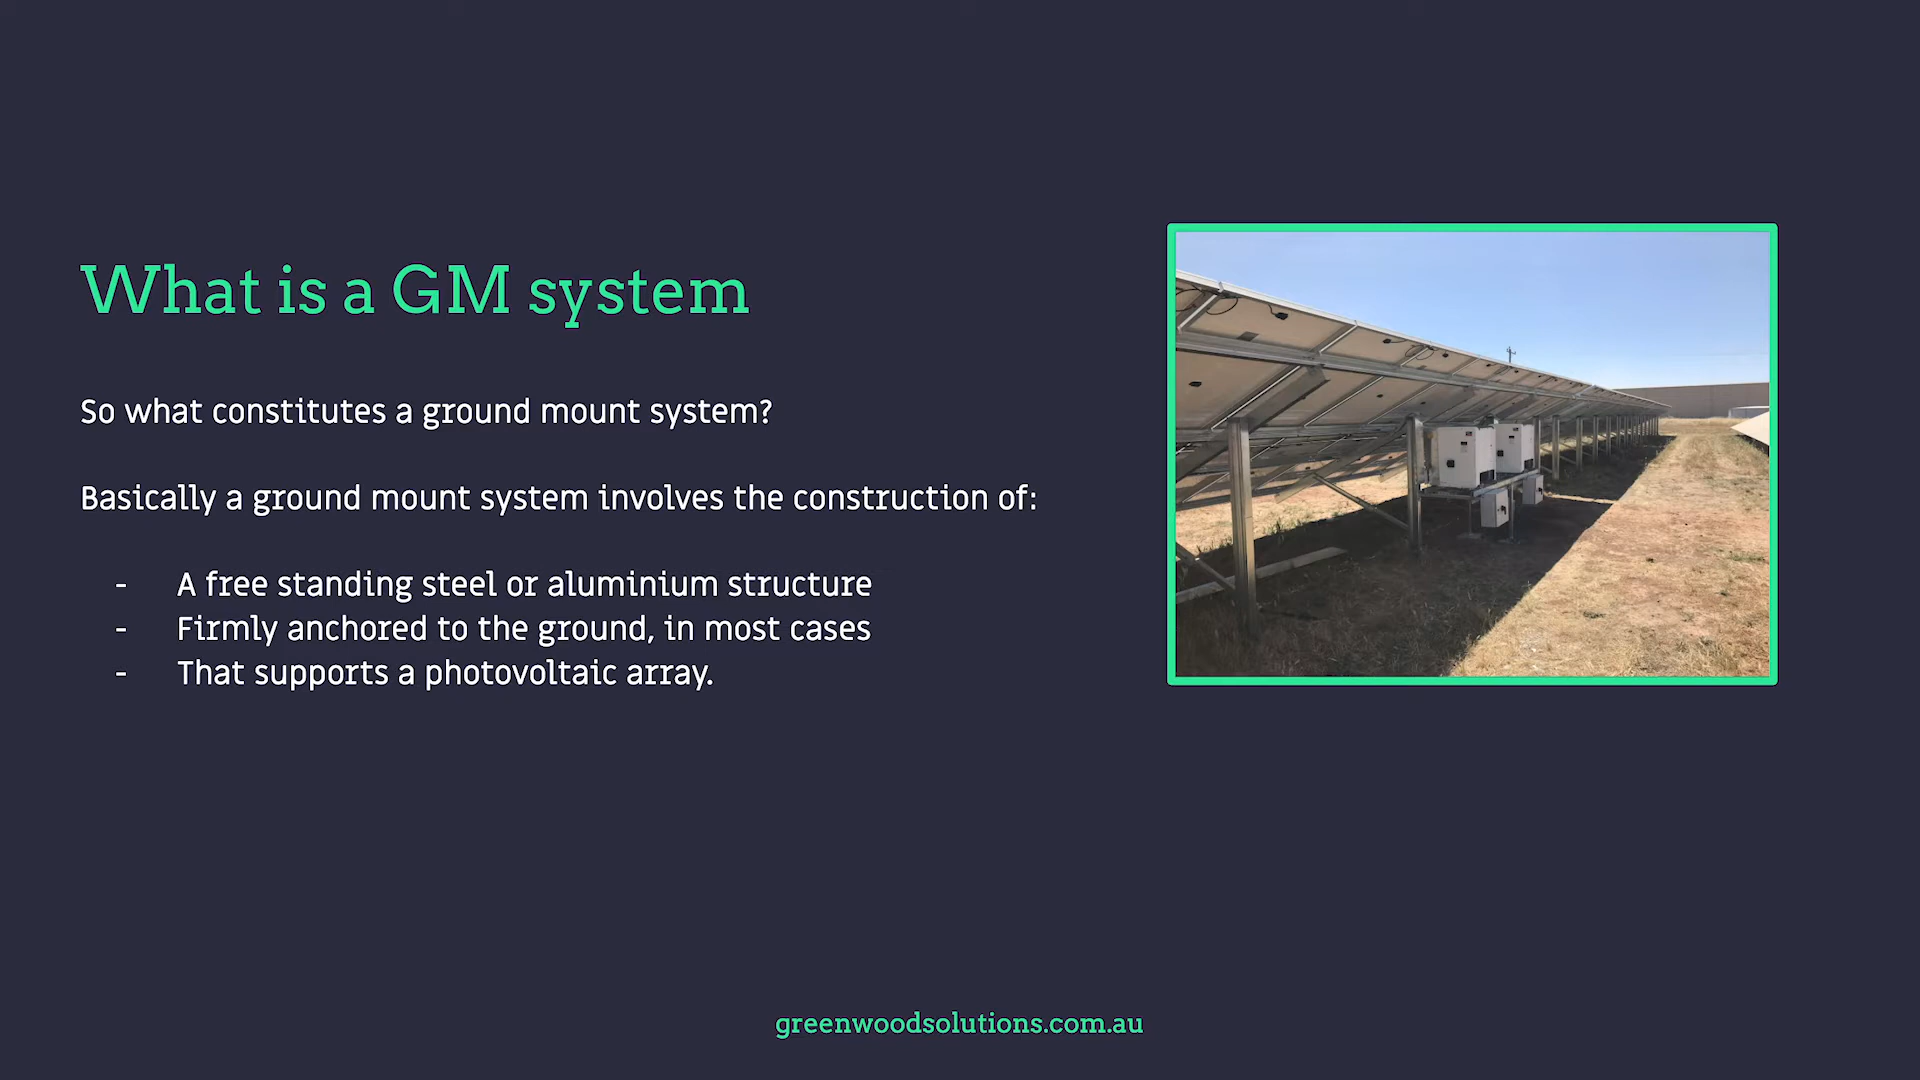 What is a GM system
So what constitutes a ground mount system?
Basically a ground mount system involves the construction of:
- A free standing steel or aluminium structure
- Firmly anchored to the ground, in most cases
- That supports a photovoltaic array.
greenwoodsolutions.com.au